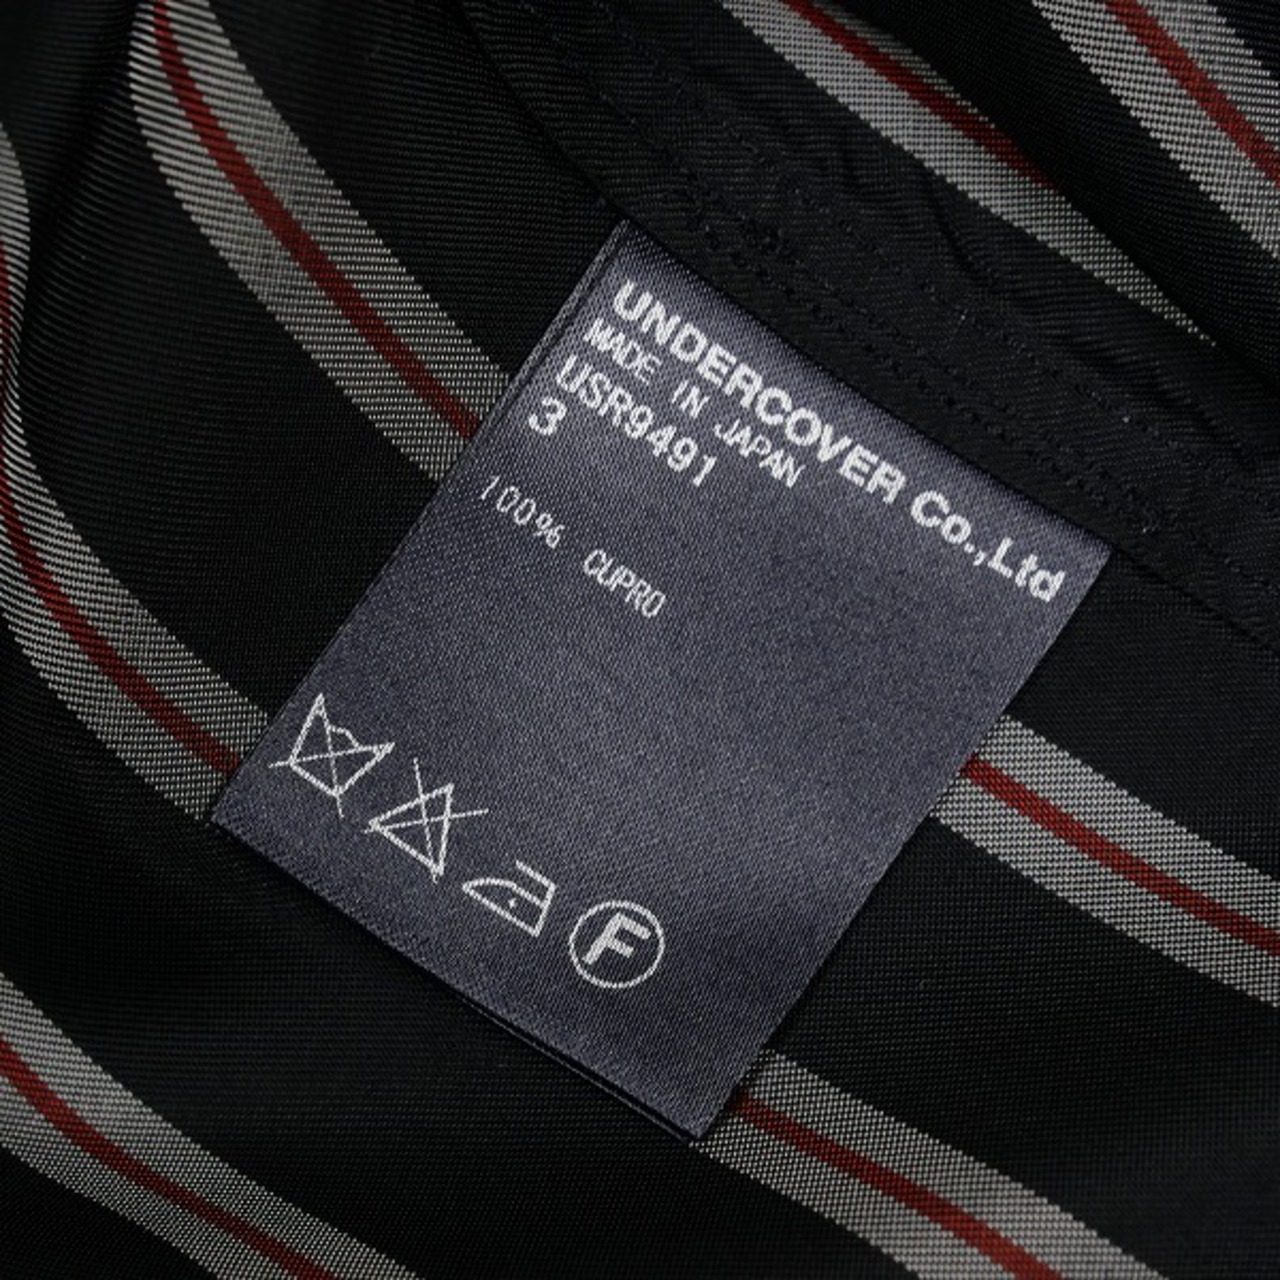 UNDERCOVER Co.,Ltd
MADE IN JAPAN
USR9491
3
100% CUPRO
F